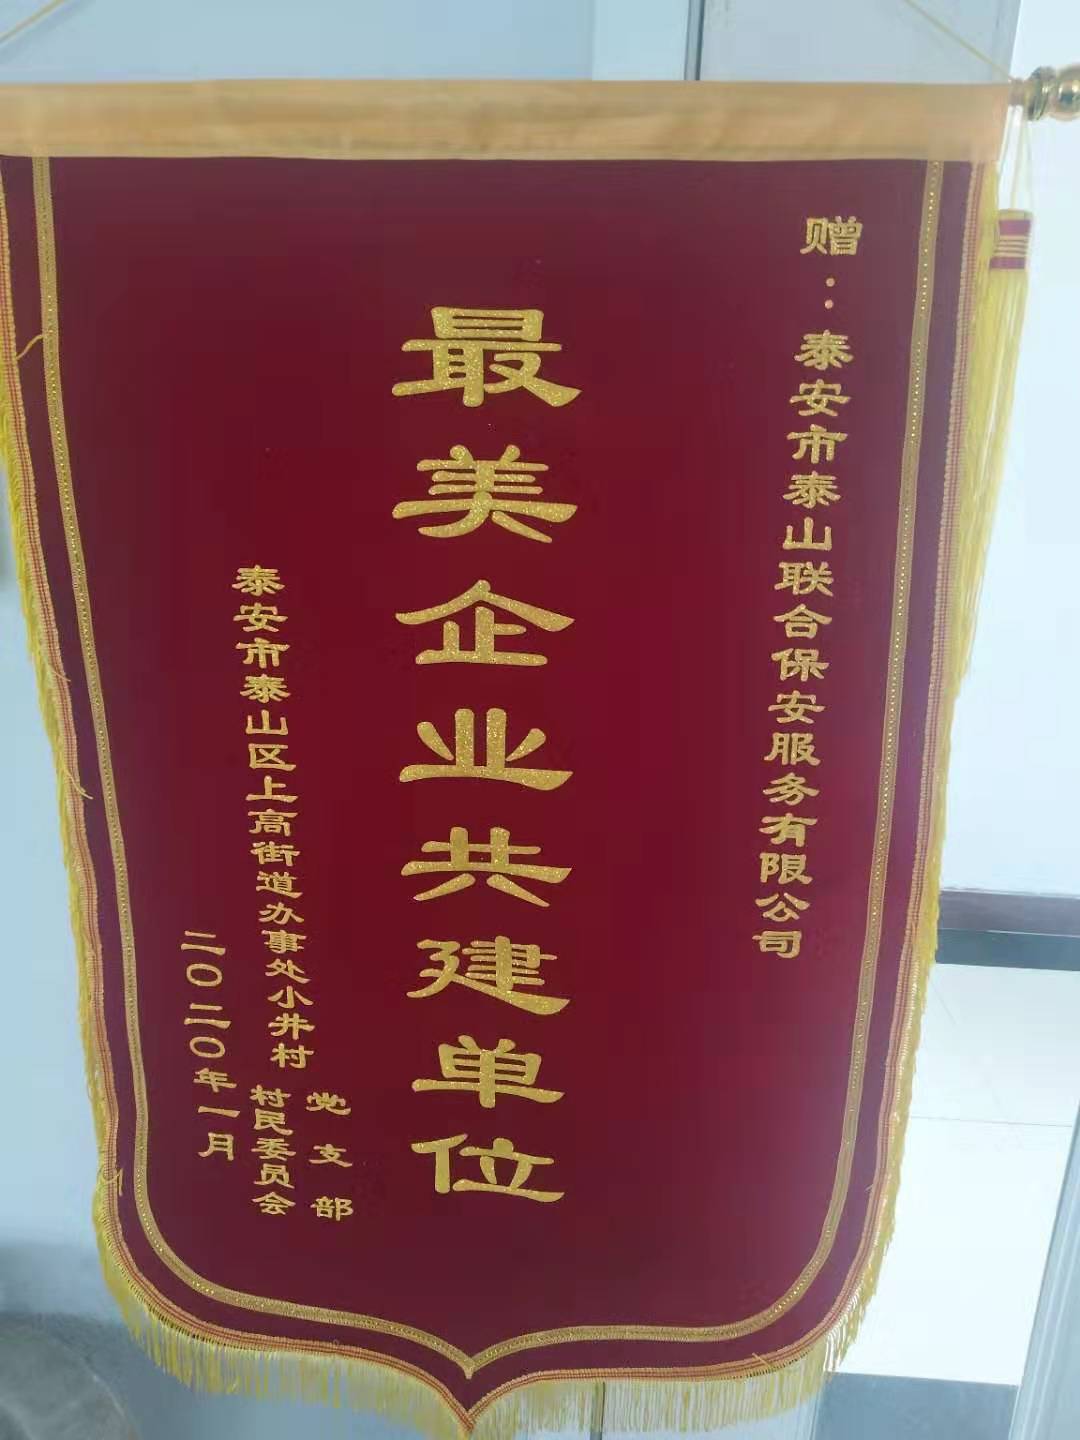 赠：泰安市泰山联合保安服务有限公司
最美企业共建单位
泰安市泰山区上高街道办事处小井村
党支部
村民委员会
二〇二〇年一月